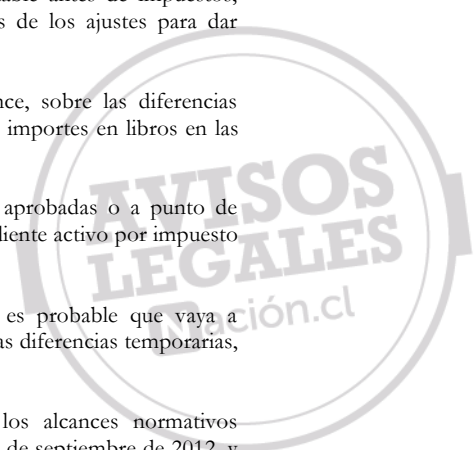 able antes de impuestos,
s de los ajustes para dar
nce, sobre las diferencias
importes en libros en las
aprobadas o a punto de
diente activo por impuesto
es probable que vaya a
as diferencias temporarias,
los alcances normativos
de septiembre de 2012, y
AVISOS
LEGALES
Nación.cl